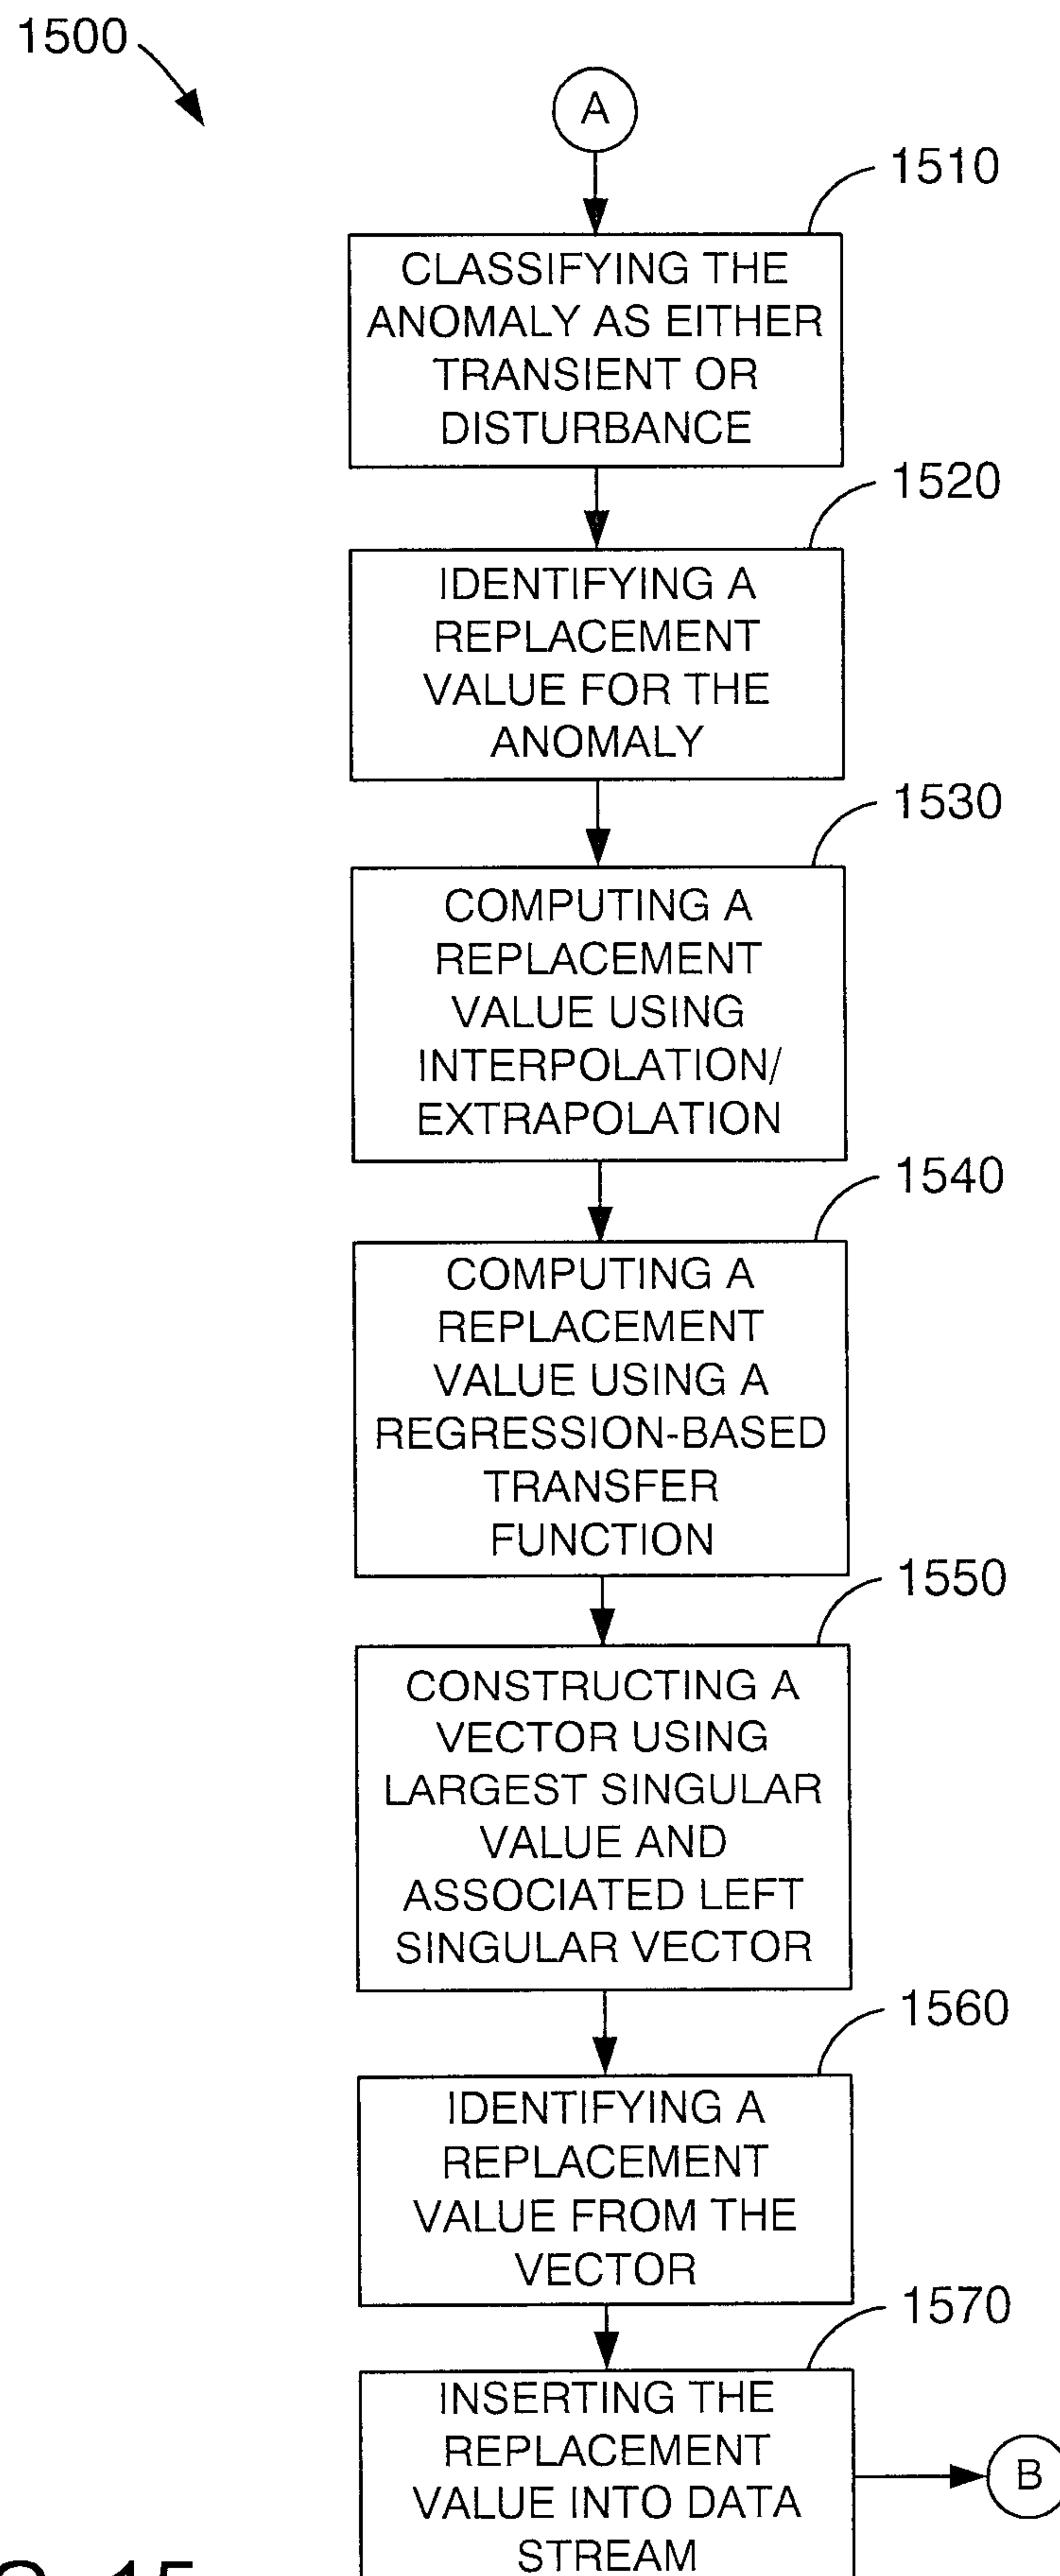 1500
A
1510
CLASSIFYING THE
ANOMALY AS EITHER
TRANSIENT OR
DISTURBANCE
1520
IDENTIFYING A
REPLACEMENT
VALUE FOR THE
ANOMALY
1530
COMPUTING A
REPLACEMENT
VALUE USING
INTERPOLATION/
EXTRAPOLATION
1540
COMPUTING A
REPLACEMENT
VALUE USING A
REGRESSION-BASED
TRANSFER
FUNCTION
1550
CONSTRUCTING A
VECTOR USING
LARGEST SINGULAR
VALUE AND
ASSOCIATED LEFT
SINGULAR VECTOR
1560
IDENTIFYING A
REPLACEMENT
VALUE FROM THE
VECTOR
1570
INSERTING THE
REPLACEMENT
VALUE INTO DATA
STREAM
B